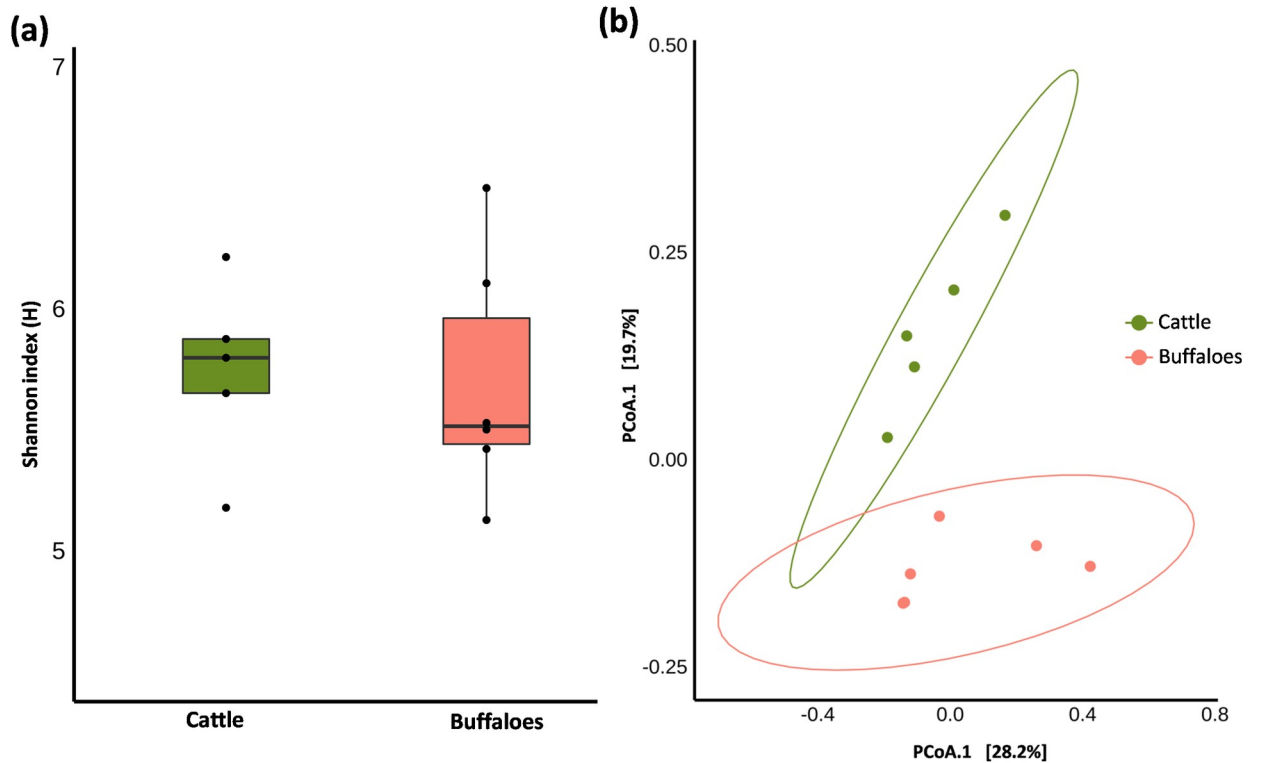 (a)
7
6
5
Shannon index (H)
Cattle
Buffaloes
(b)
0.50
0.25
0.00
-0.25
PCoA.1 [19.7%]
-0.4
0.0
0.4
0.8
PCoA.1 [28.2%]
Cattle
Buffaloes